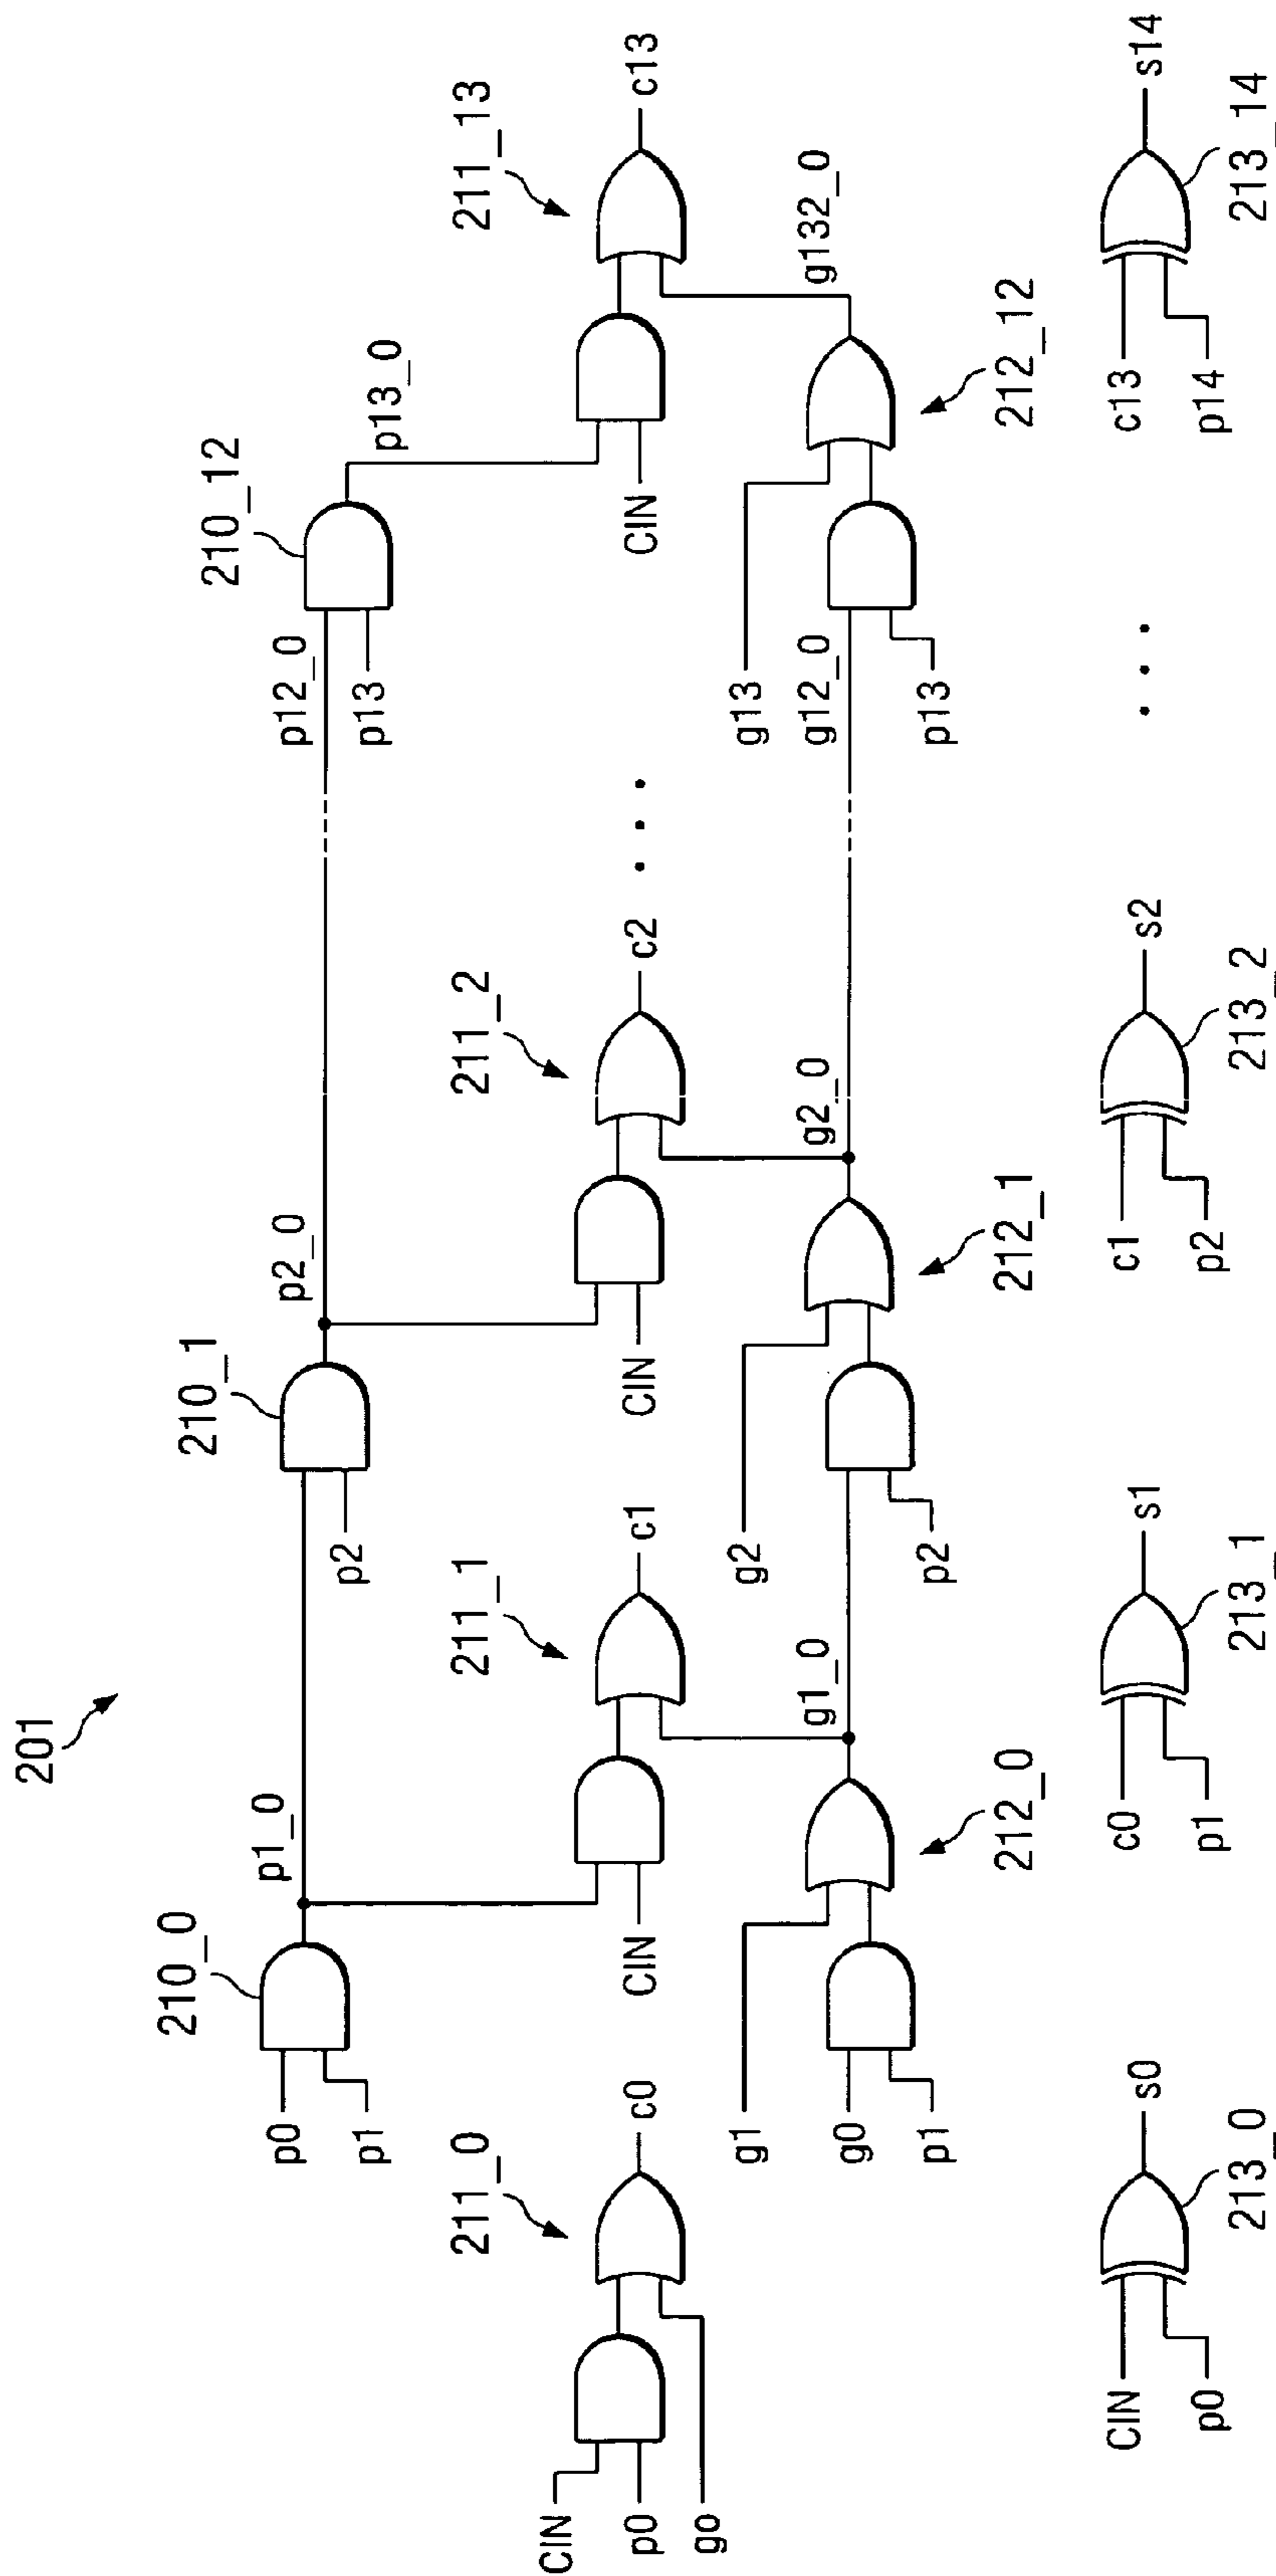 201
210_0
p1_0
p0
p1
210_1
p2_0
p2
210_12
p12_0
p13
p13_0
211_0
CIN
p0
go
c0
211_1
CIN
c1
211_2
CIN
c2
. . .
211_13
CIN
c13
g1
g0
p1
g1_0
212_0
g2
p2
g2_0
212_1
g13
g12_0
p13
g132_0
212_12
CIN
p0
s0
213_0
c0
p1
s1
213_1
c1
p2
s2
213_2
. . .
c13
p14
s14
213_14